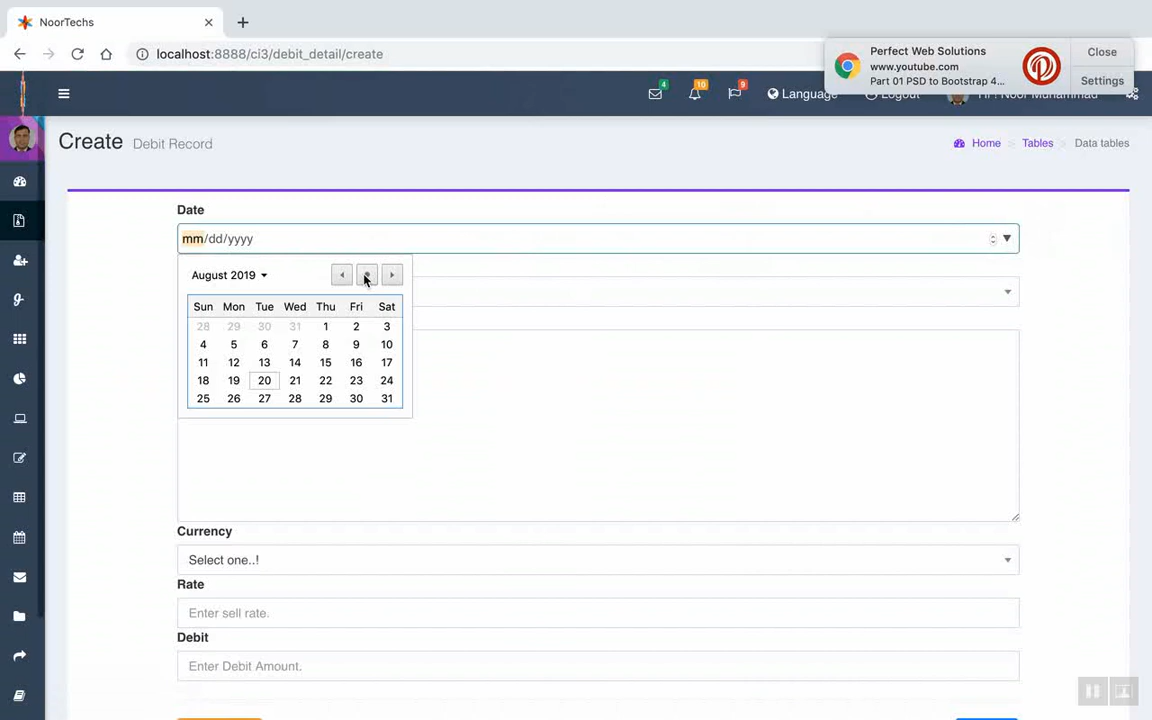 NoorTechs
localhost:8888/ci3/debit_detail/create
Perfect Web Solutions
www.youtube.com
Part 01 PSD to Bootstrap 4...
Close
Settings
4
10
9
Language
Logout
Hi ! Noor Muhammad
Create Debit Record
Home Tables Data tables
Date
mm/dd/yyyy
August 2019
Sun Mon Tue Wed Thu Fri Sat
28 29 30 31 1 2 3
4 5 6 7 8 9 10
11 12 13 14 15 16 17
18 19 20 21 22 23 24
25 26 27 28 29 30 31
Currency
Select one..!
Rate
Enter sell rate.
Debit
Enter Debit Amount.